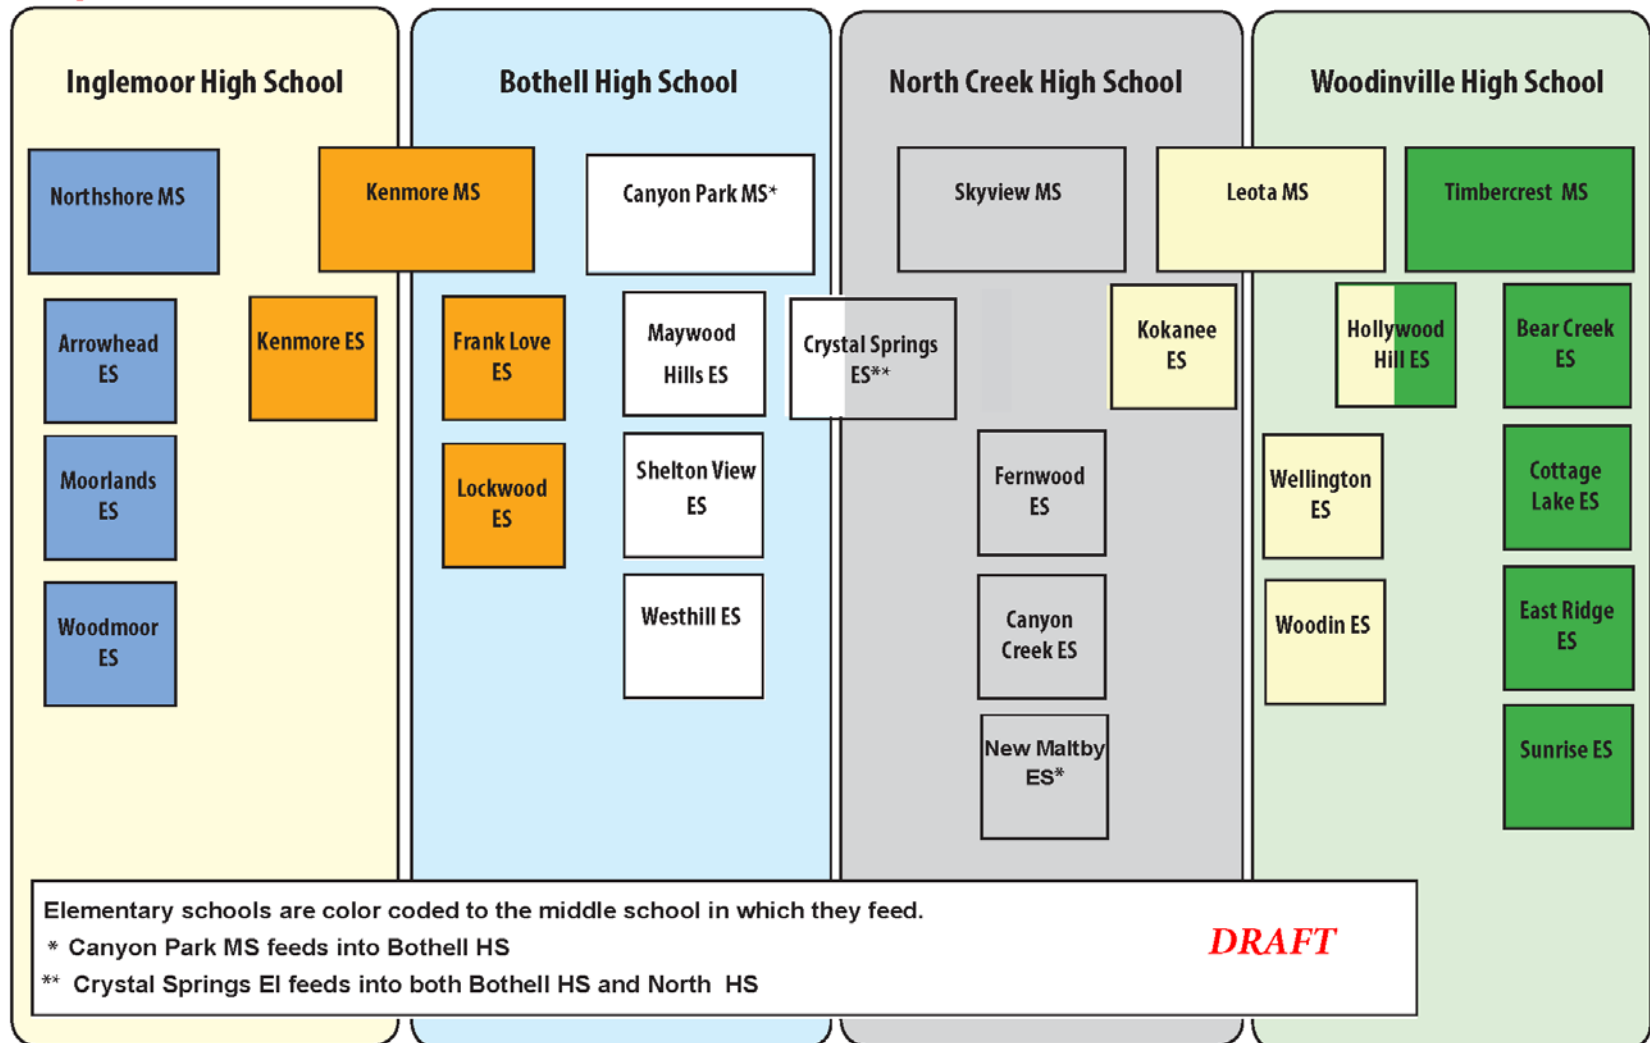 Inglemoor High School
Bothell High School
North Creek High School
Woodinville High School
Northshore MS
Kenmore MS
Canyon Park MS*
Skyview MS
Leota MS
Timbercrest MS
Arrowhead
ES
Kenmore ES
Frank Love
ES
Maywood
Hills ES
Crystal Springs
ES**
Kokanee
ES
Hollywood
Hill ES
Bear Creek
ES
Moorlands
ES
Lockwood
ES
Shelton View
ES
Fernwood
ES
Wellington
ES
Cottage
Lake ES
Woodmoor
ES
Westhill ES
Canyon
Creek ES
Woodin ES
East Ridge
ES
New Maltby
ES*
Sunrise ES
Elementary schools are color coded to the middle school in which they feed.
* Canyon Park MS feeds into Bothell HS
** Crystal Springs El feeds into both Bothell HS and North HS
DRAFT